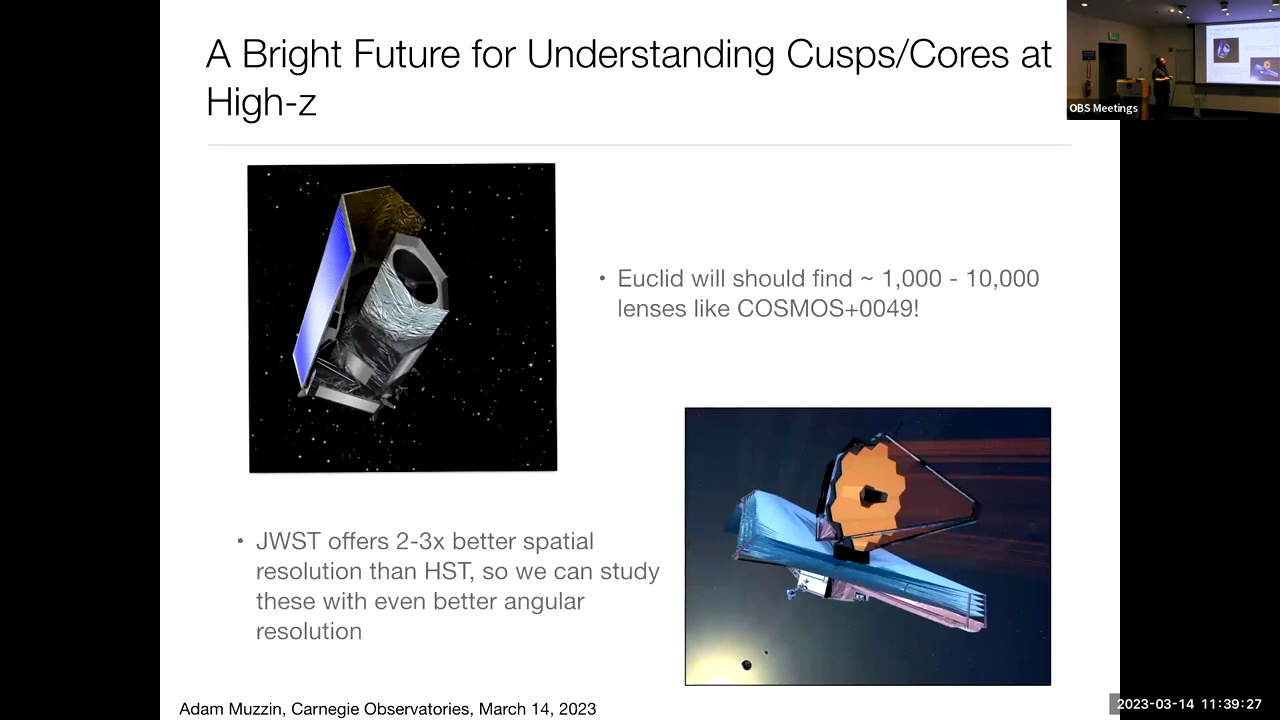 A Bright Future for Understanding Cusps/Cores at
High-z
OBS Meetings
• Euclid will should find ~ 1,000 - 10,000
lenses like COSMOS+0049!
• JWST offers 2-3x better spatial
resolution than HST, so we can study
these with even better angular
resolution
Adam Muzzin, Carnegie Observatories, March 14, 2023
2023-03-14 11:39:27